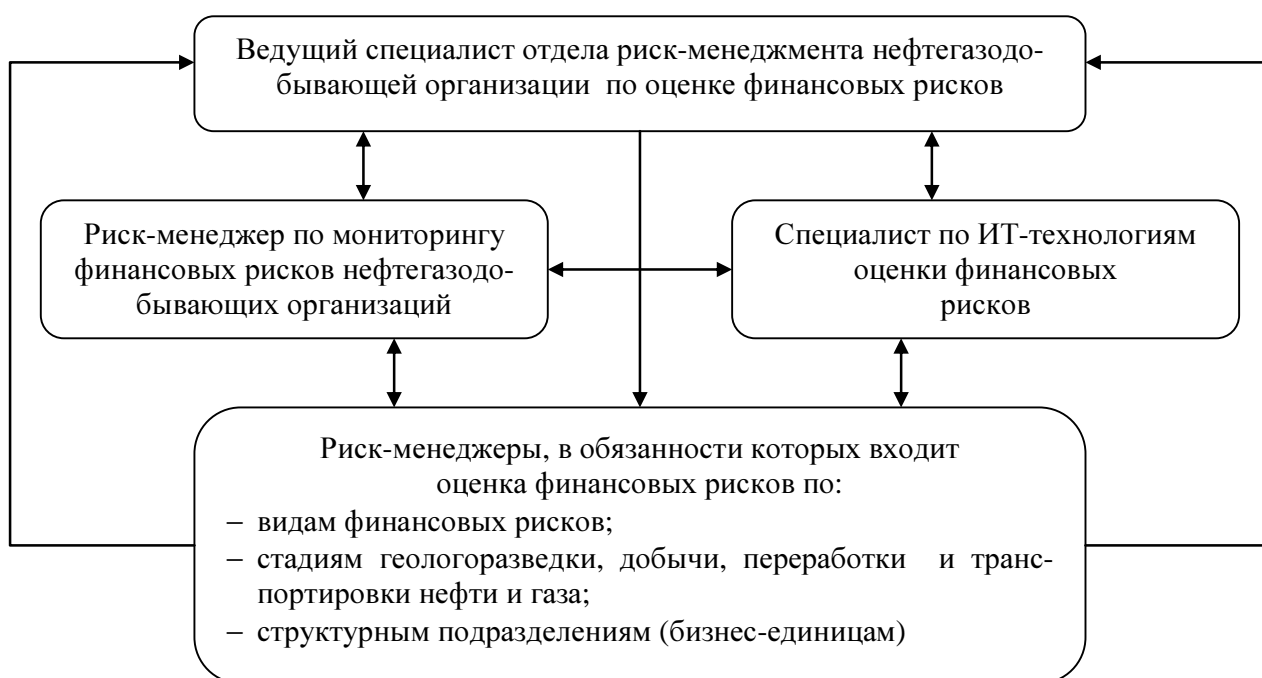 Ведущий специалист отдела риск-менеджмента нефтегазодо-
бывающей организации по оценке финансовых рисков
Риск-менеджер по мониторингу
финансовых рисков нефтегазодо-
бывающих организаций
Специалист по ИТ-технологиям
оценки финансовых
рисков
Риск-менеджеры, в обязанности которых входит
оценка финансовых рисков по:
− видам финансовых рисков;
− стадиям геологоразведки, добычи, переработки и транс-
портировки нефти и газа;
− структурным подразделениям (бизнес-единицам)